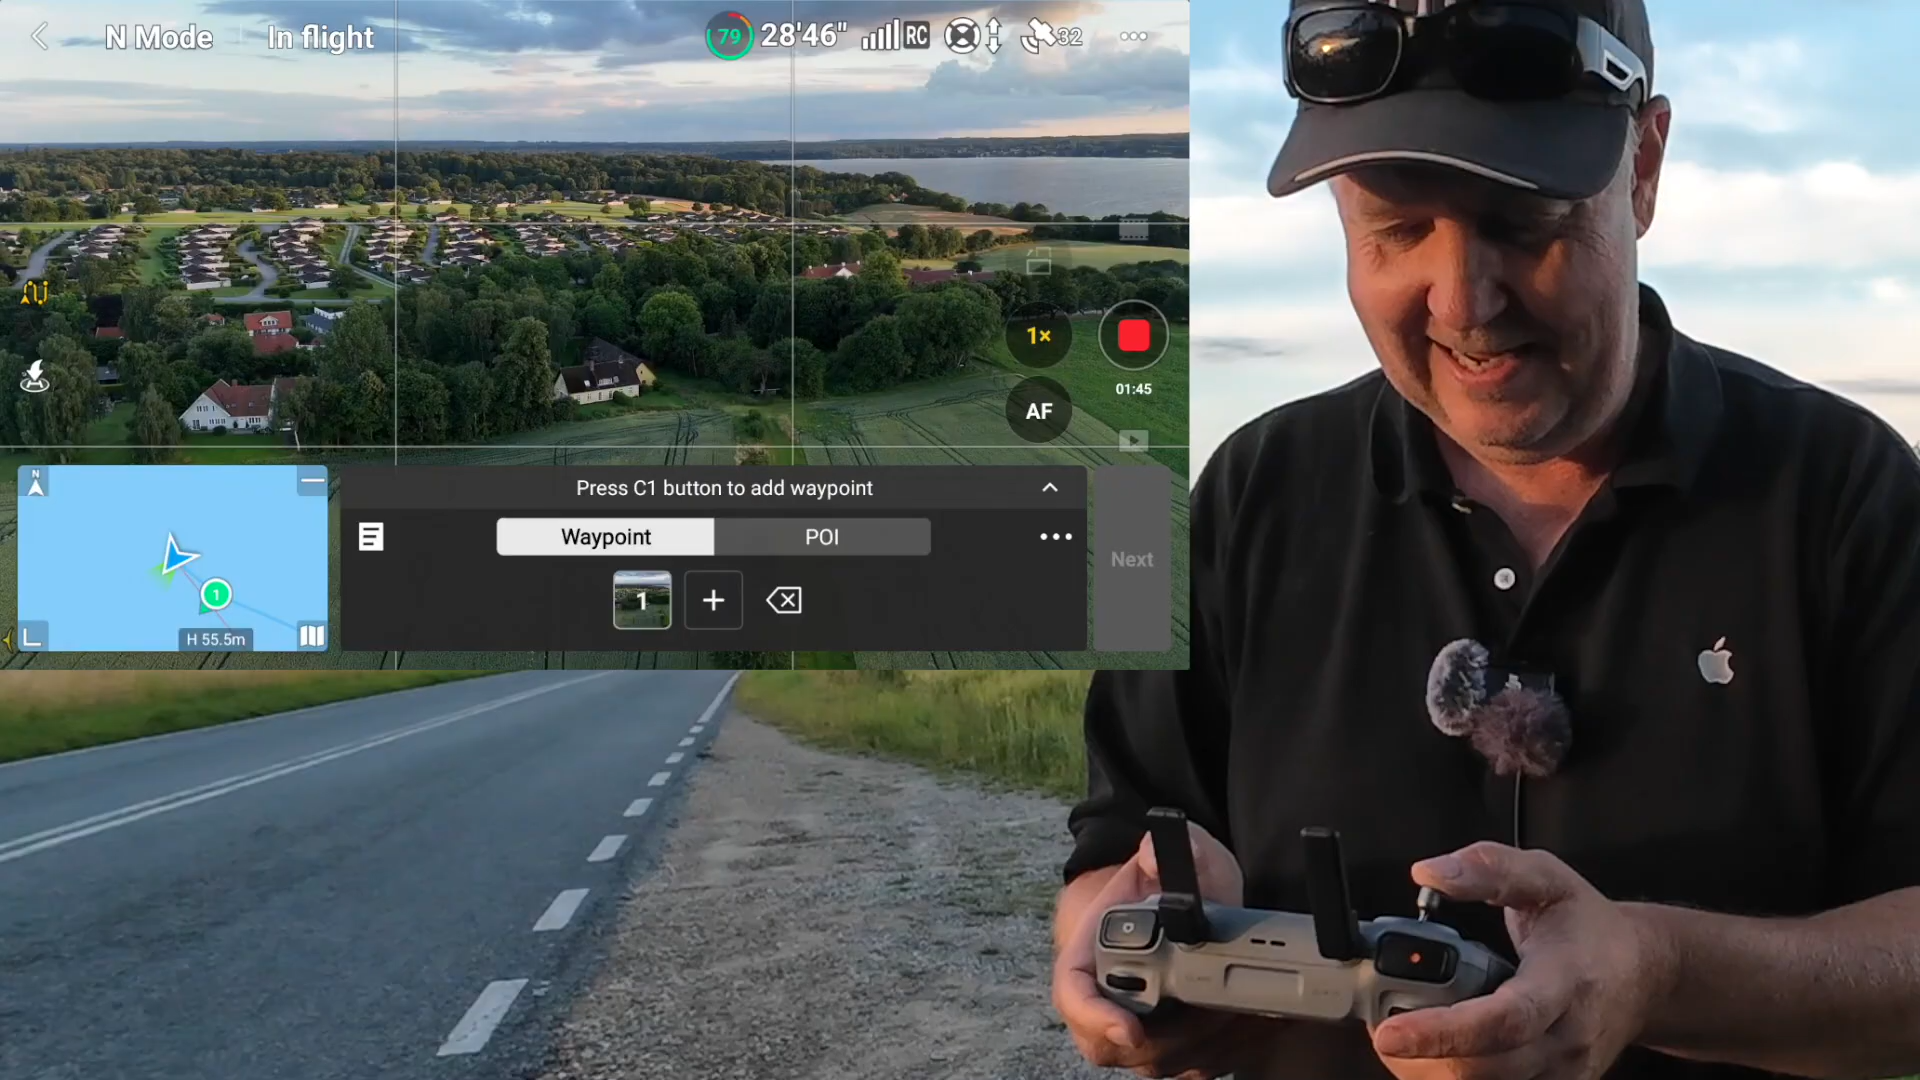 N Mode
In flight
79
28'46"
RC
32
1×
01:45
AF
N
1
H 55.5m
Press C1 button to add waypoint
Waypoint
POI
1
Next